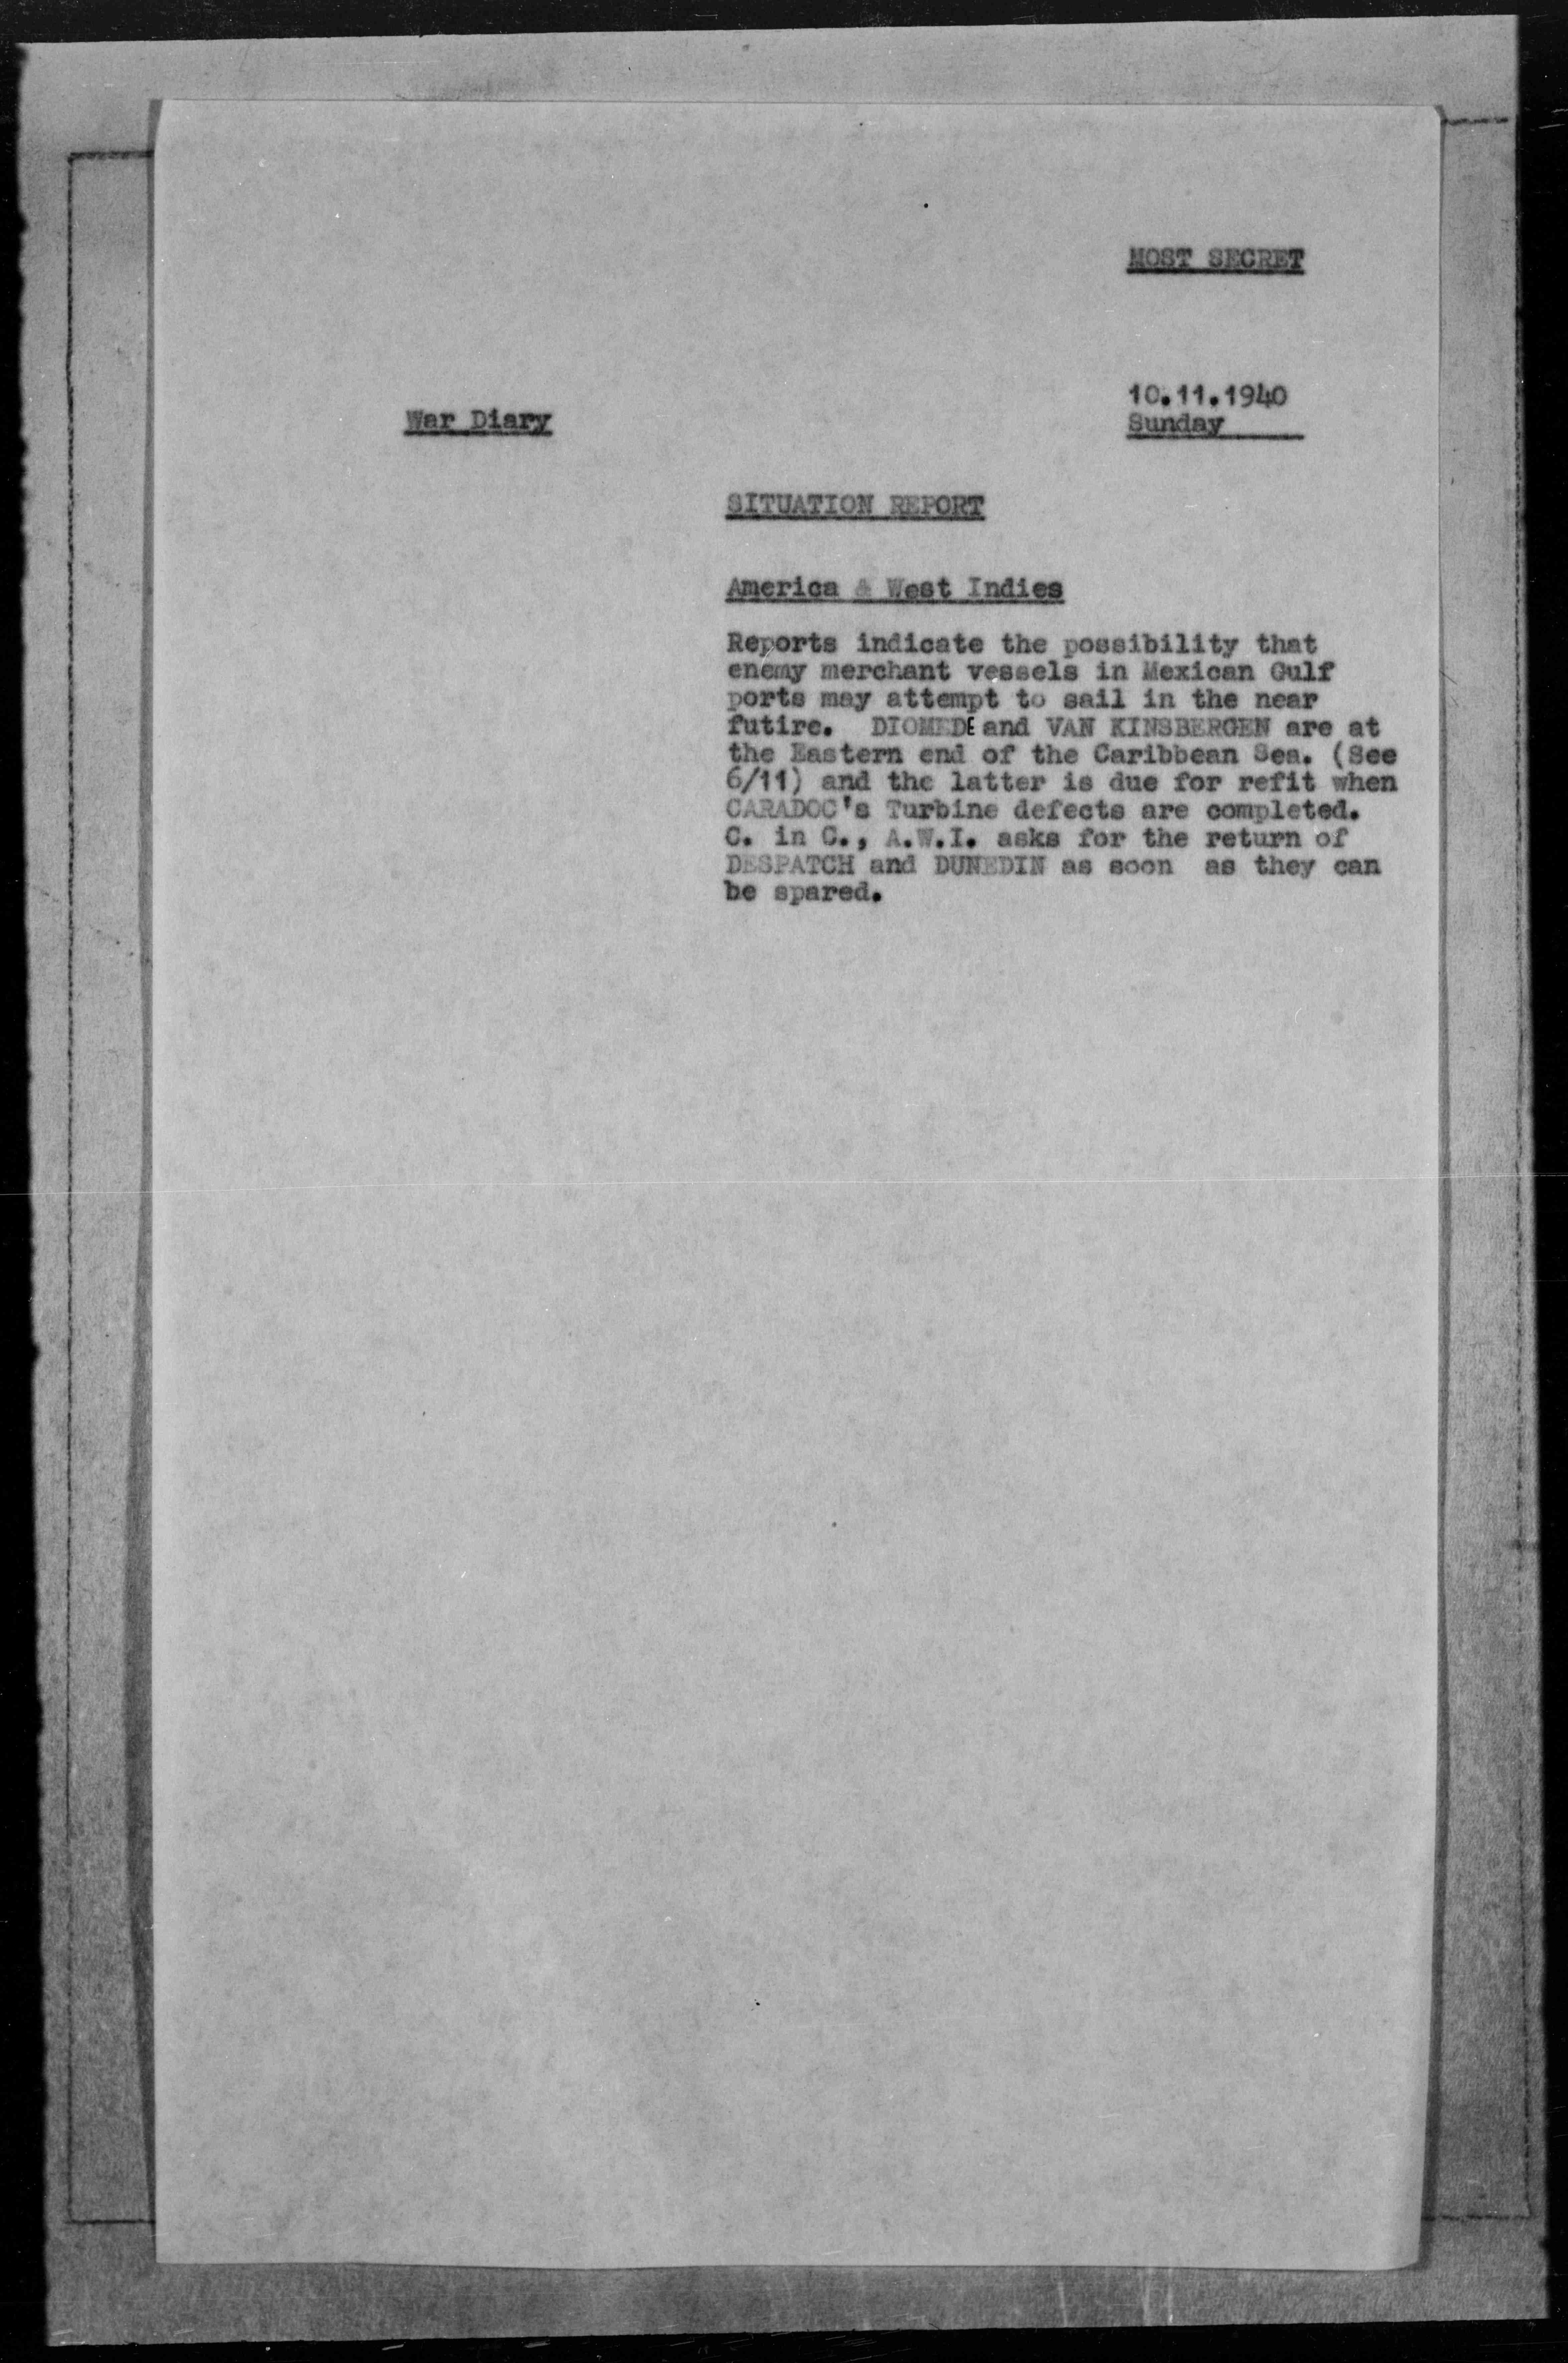 MOST SECRET
10.11.1940
War Diary
Sunday
SITUATION REPORT
America & West Indies
Reports indicate the possibility that
enemy merchant vessels in Mexican Gulf
ports may attempt to sail in the near
futire. DIOMEDE and VAN KINSBERGEN are at
the Eastern end of the Caribbean Sea. (See
6/11) and the latter is due for refit when
CARADOC's Turbine defects are completed.
C. in C., A.W.I. asks for the return of
DESPATCH and DUNEDIN as soon as they can
be spared.